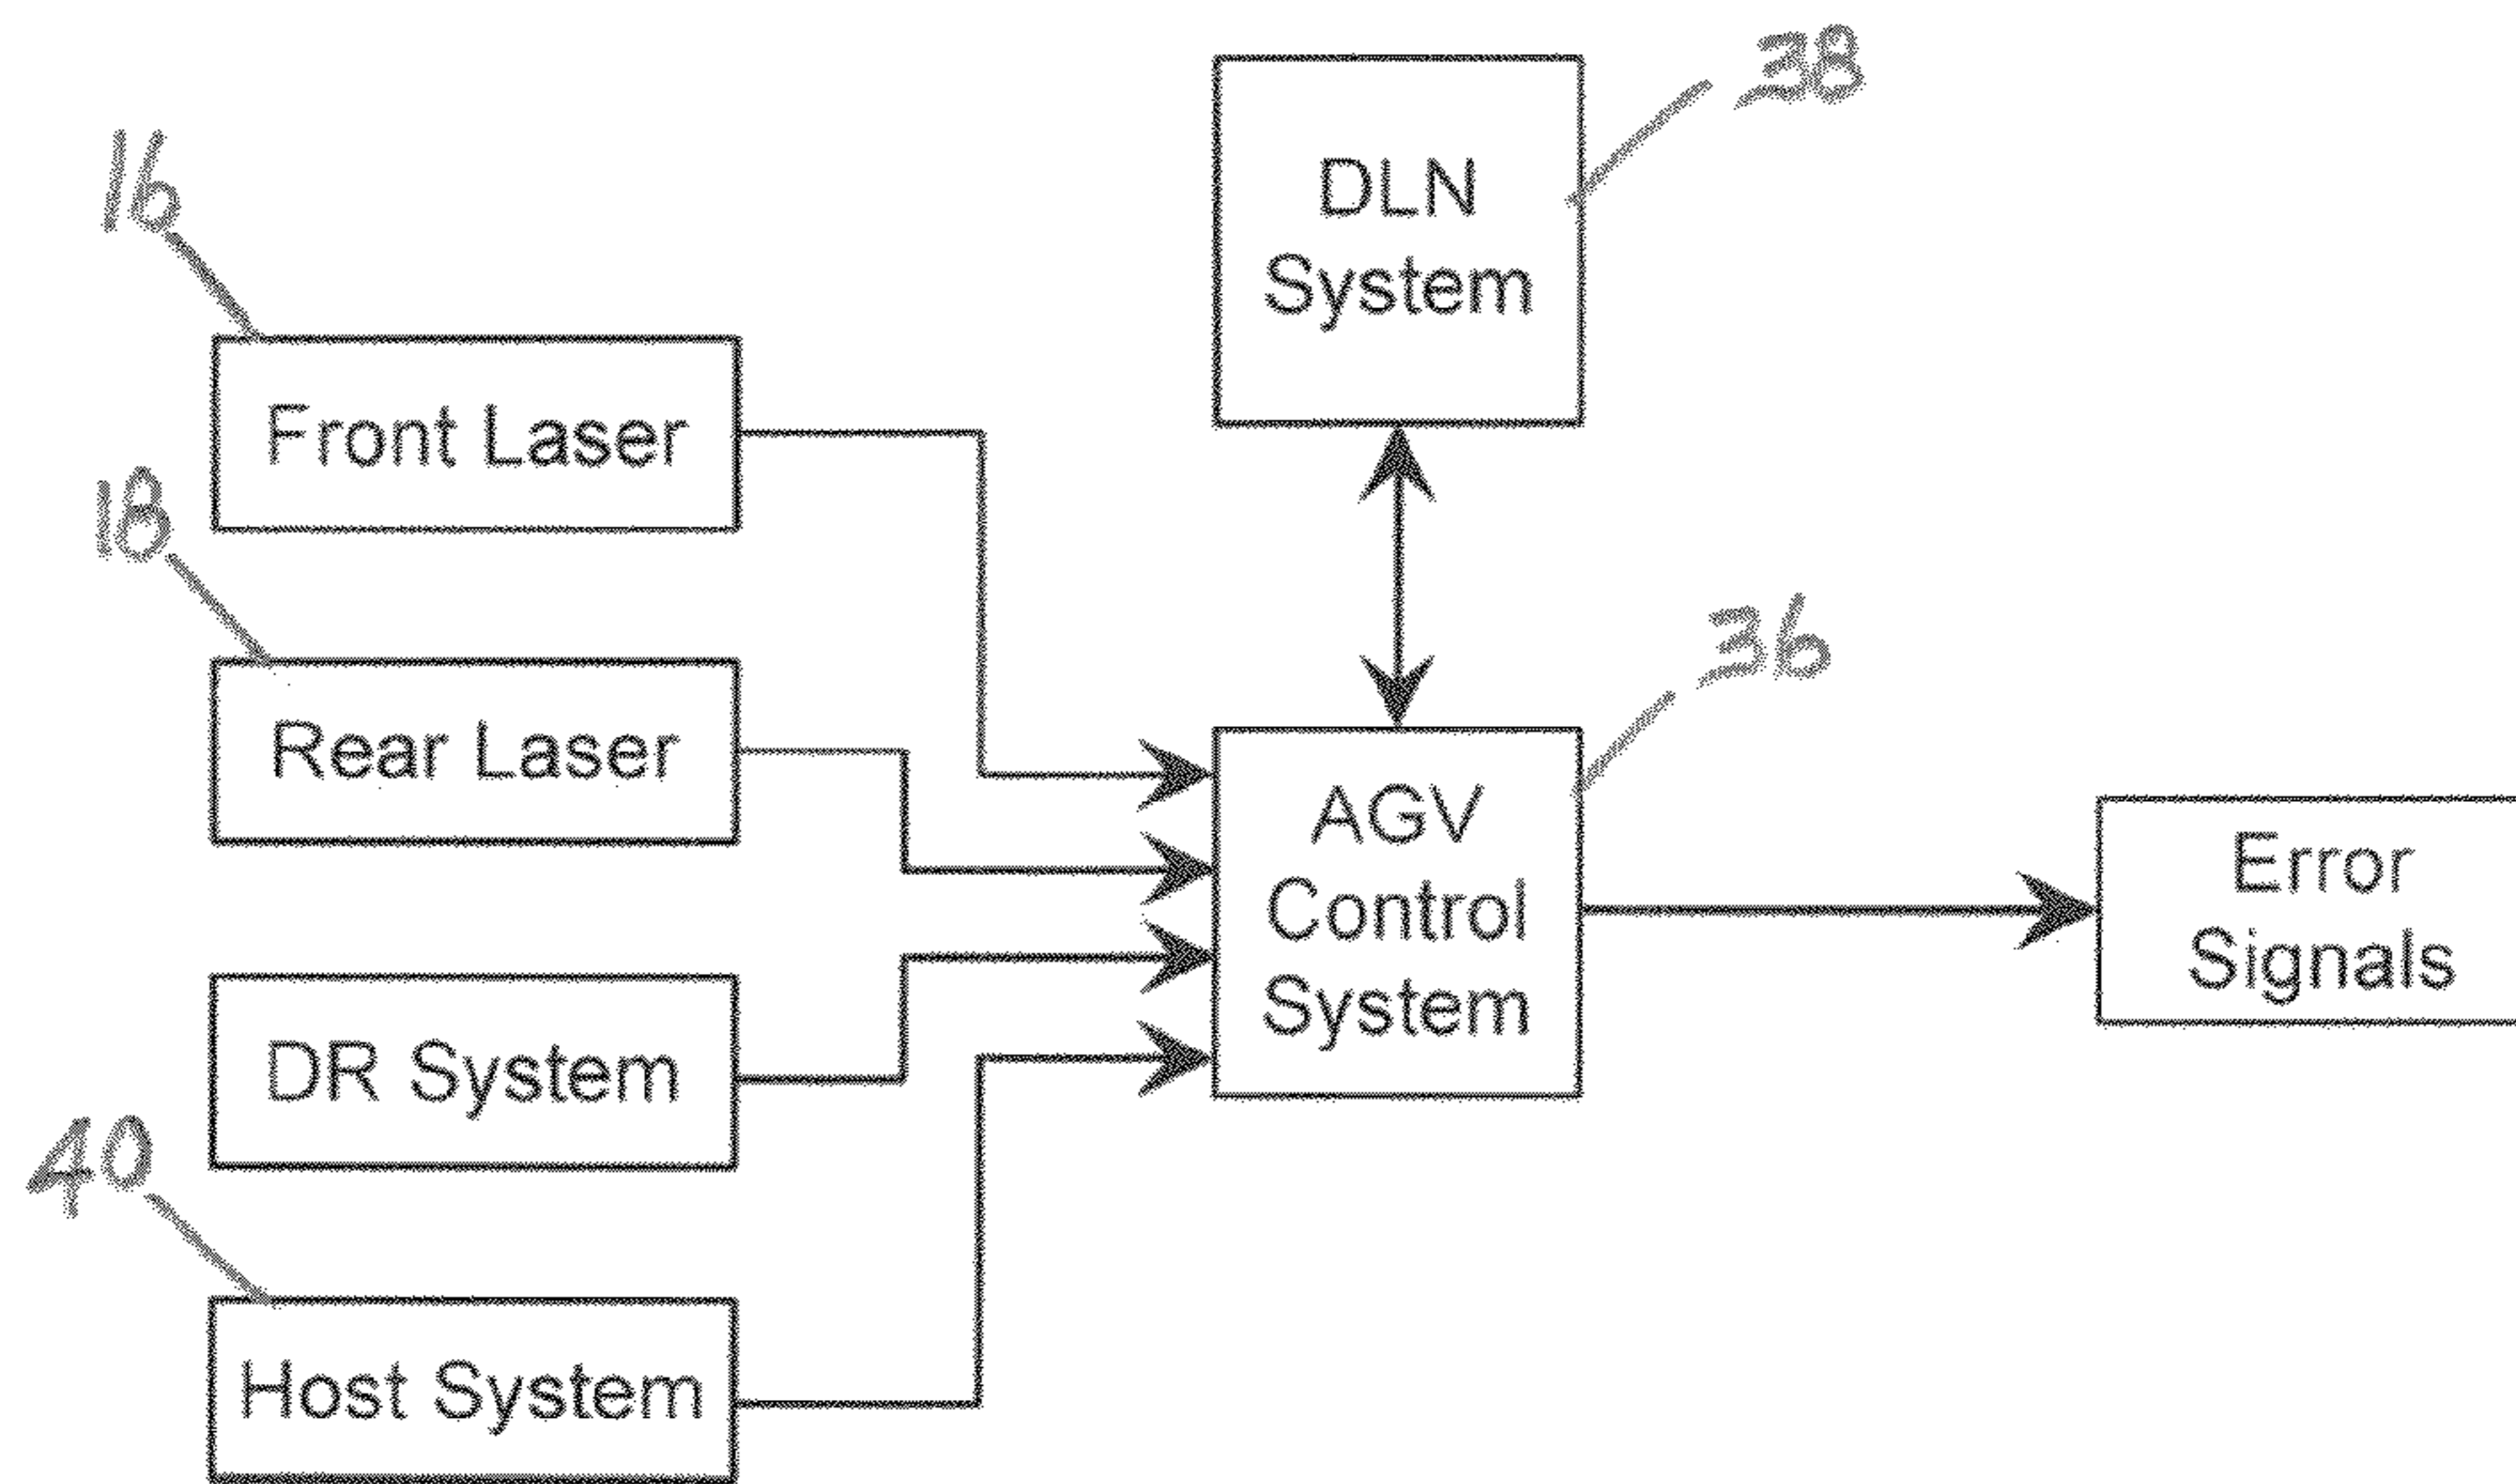 38
DLN
System
16
Front Laser
18
Rear Laser
36
AGV
Control
System
Error
Signals
DR System
40
Host System